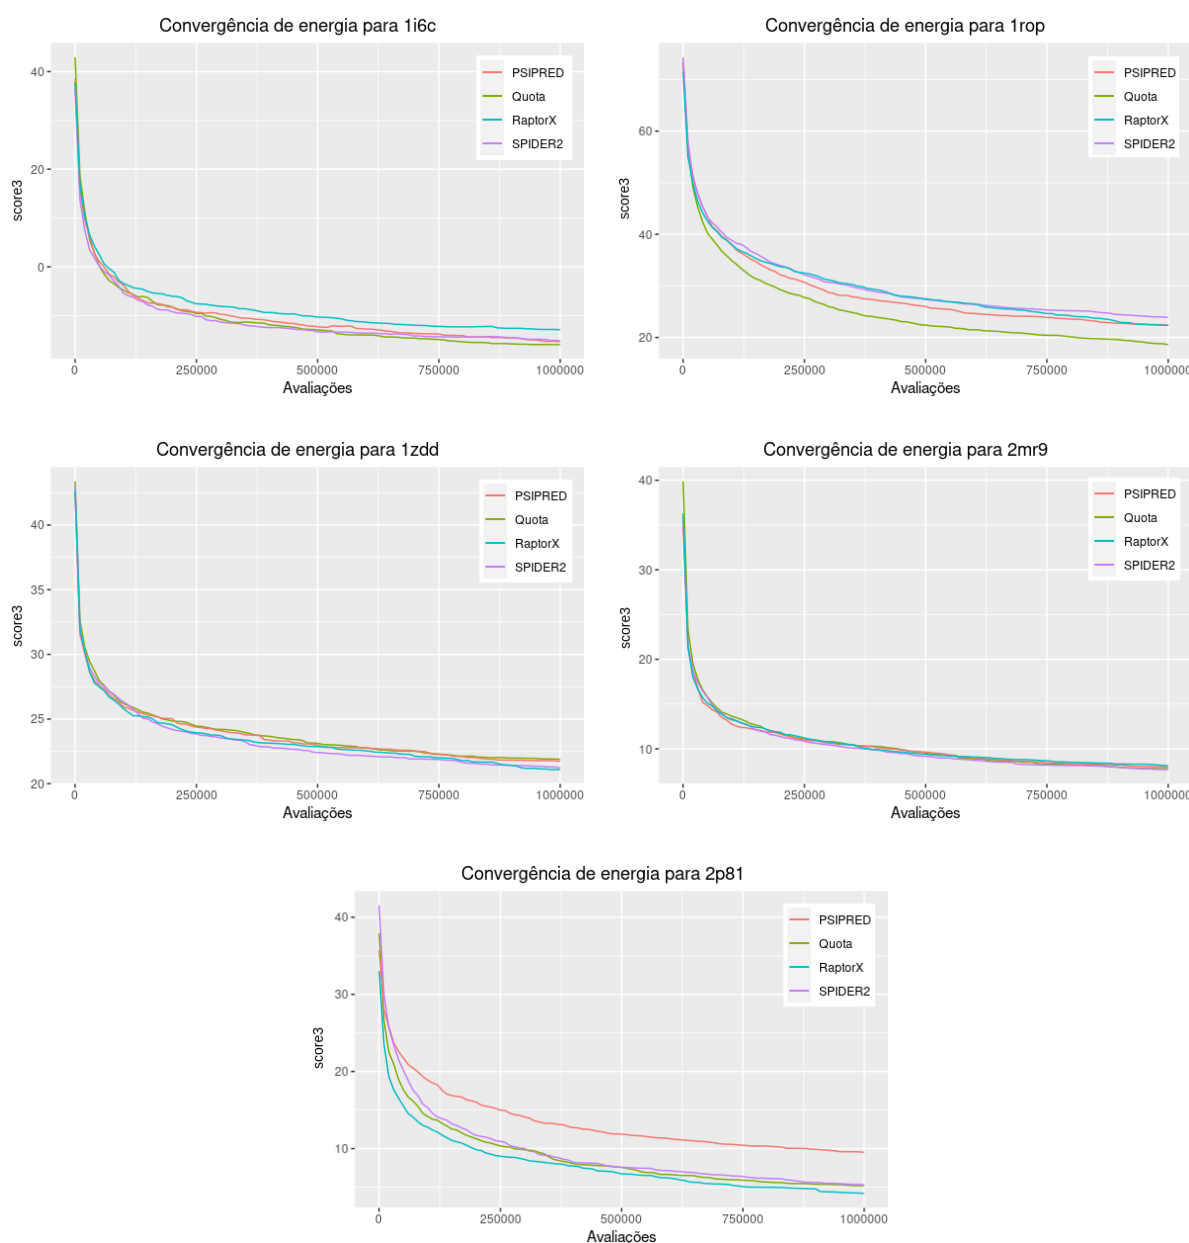 Convergência de energia para 1i6c
score3
40
20
0
PSIPRED
Quota
RaptorX
SPIDER2
0 250000 500000 750000 1000000
Avaliações
Convergência de energia para 1rop
score3
60
40
20
PSIPRED
Quota
RaptorX
SPIDER2
0 250000 500000 750000 1000000
Avaliações
Convergência de energia para 1zdd
score3
40
35
30
25
20
PSIPRED
Quota
RaptorX
SPIDER2
0 250000 500000 750000 1000000
Avaliações
Convergência de energia para 2mr9
score3
40
30
20
10
PSIPRED
Quota
RaptorX
SPIDER2
0 250000 500000 750000 1000000
Avaliações
Convergência de energia para 2p81
score3
40
30
20
10
PSIPRED
Quota
RaptorX
SPIDER2
0 250000 500000 750000 1000000
Avaliações